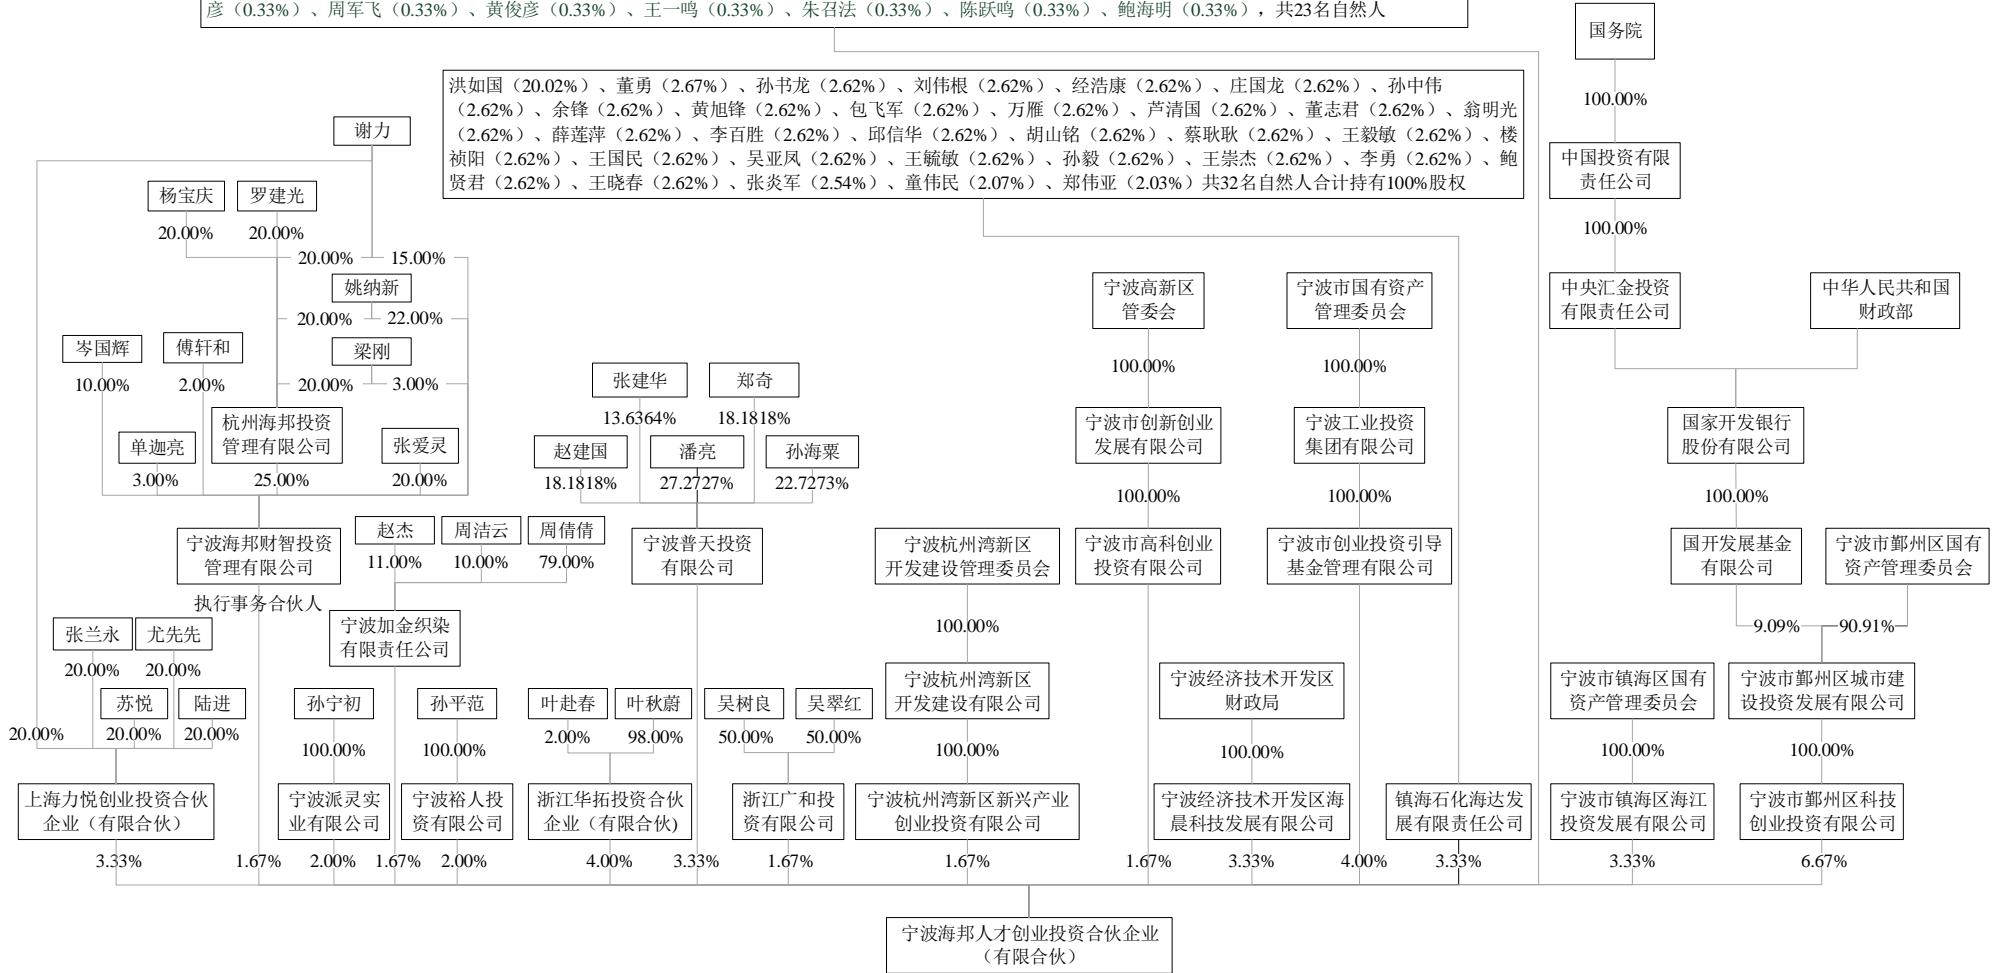 彦（0.33%）、周军飞（0.33%）、黄俊彦（0.33%）、王一鸣（0.33%）、朱召法（0.33%）、陈跃鸣（0.33%）、鲍海明（0.33%），共23名自然人
国务院
100.00%
中国投资有限
责任公司
100.00%
洪如国（20.02%）、董勇（2.67%）、孙书龙（2.62%）、刘伟根（2.62%）、经浩康（2.62%）、庄国龙（2.62%）、孙中伟
（2.62%）、余锋（2.62%）、黄旭锋（2.62%）、包飞军（2.62%）、万雁（2.62%）、芦清国（2.62%）、董志君（2.62%）、翁明光
（2.62%）、薛莲萍（2.62%）、李百胜（2.62%）、邱信华（2.62%）、胡山铭（2.62%）、蔡耿耿（2.62%）、王毅敏（2.62%）、楼
祯阳（2.62%）、王国民（2.62%）、吴亚凤（2.62%）、王毓敏（2.62%）、孙毅（2.62%）、王崇杰（2.62%）、李勇（2.62%）、鲍
贤君（2.62%）、王晓春（2.62%）、张炎军（2.54%）、童伟民（2.07%）、郑伟亚（2.03%）共32名自然人合计持有100%股权
谢力
杨宝庆
罗建光
20.00%
20.00%
20.00%
15.00%
姚纳新
20.00%
22.00%
岑国辉
傅轩和
梁刚
10.00%
2.00%
20.00%
3.00%
单迦亮
杭州海邦投资
管理有限公司
张爱灵
3.00%
25.00%
20.00%
张建华
郑奇
13.6364%
18.1818%
赵建国
潘亮
孙海粟
18.1818%
27.2727%
22.7273%
宁波高新区
管委会
宁波市国有资产
管理委员会
中央汇金投资
有限责任公司
中华人民共和国
财政部
100.00%
100.00%
宁波市创新创业
发展有限公司
宁波工业投资
集团有限公司
国家开发银行
股份有限公司
100.00%
100.00%
100.00%
宁波海邦财智投资
管理有限公司
赵杰
周洁云
周倩倩
11.00%
10.00%
79.00%
宁波普天投资
有限公司
宁波杭州湾新区
开发建设管理委员会
宁波市高科创业
投资有限公司
宁波市创业投资引导
基金管理有限公司
国开发展基金
有限公司
宁波市鄞州区国有
资产管理委员会
执行事务合伙人
张兰永
尤先先
宁波加金织染
有限责任公司
100.00%
9.09%
90.91%
20.00%
20.00%
苏悦
陆进
20.00%
20.00%
20.00%
孙宁初
孙平范
叶赴春
叶秋蔚
吴树良
吴翠红
宁波杭州湾新区
开发建设有限公司
宁波经济技术开发区
财政局
宁波市镇海区国有
资产管理委员会
宁波市鄞州区城市建
设投资发展有限公司
100.00%
100.00%
2.00%
98.00%
50.00%
50.00%
100.00%
100.00%
100.00%
100.00%
上海力悦创业投资合伙
企业（有限合伙）
宁波派灵实
业有限公司
宁波裕人投
资有限公司
浙江华拓投资合伙
企业（有限合伙)
浙江广和投
资有限公司
宁波杭州湾新区新兴产业
创业投资有限公司
宁波经济技术开发区海
晨科技发展有限公司
镇海石化海达发
展有限责任公司
宁波市镇海区海江
投资发展有限公司
宁波市鄞州区科技
创业投资有限公司
3.33%
1.67%
2.00%
1.67%
2.00%
4.00%
3.33%
1.67%
1.67%
1.67%
3.33%
4.00%
3.33%
3.33%
6.67%
宁波海邦人才创业投资合伙企业
（有限合伙）